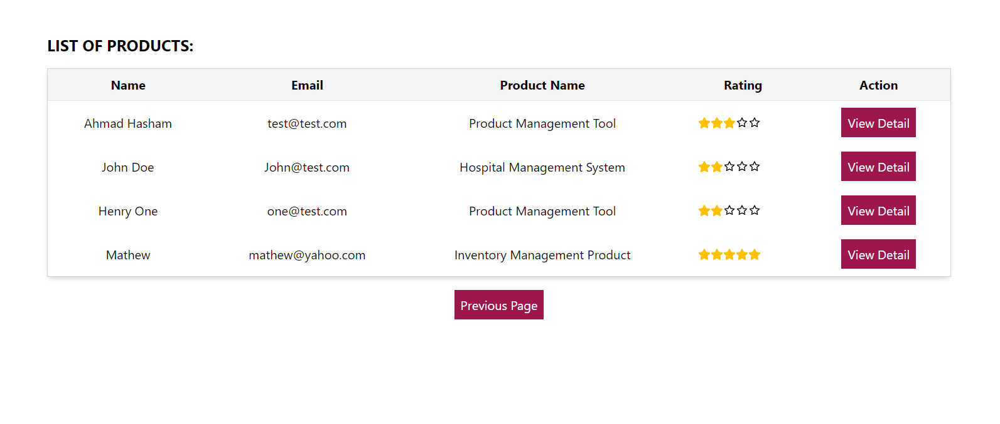 LIST OF PRODUCTS:
Name Email Product Name Rating Action
Ahmad Hasham test@test.com Product Management Tool View Detail
John Doe John@test.com Hospital Management System View Detail
Henry One one@test.com Product Management Tool View Detail
Mathew mathew@yahoo.com Inventory Management Product View Detail
Previous Page